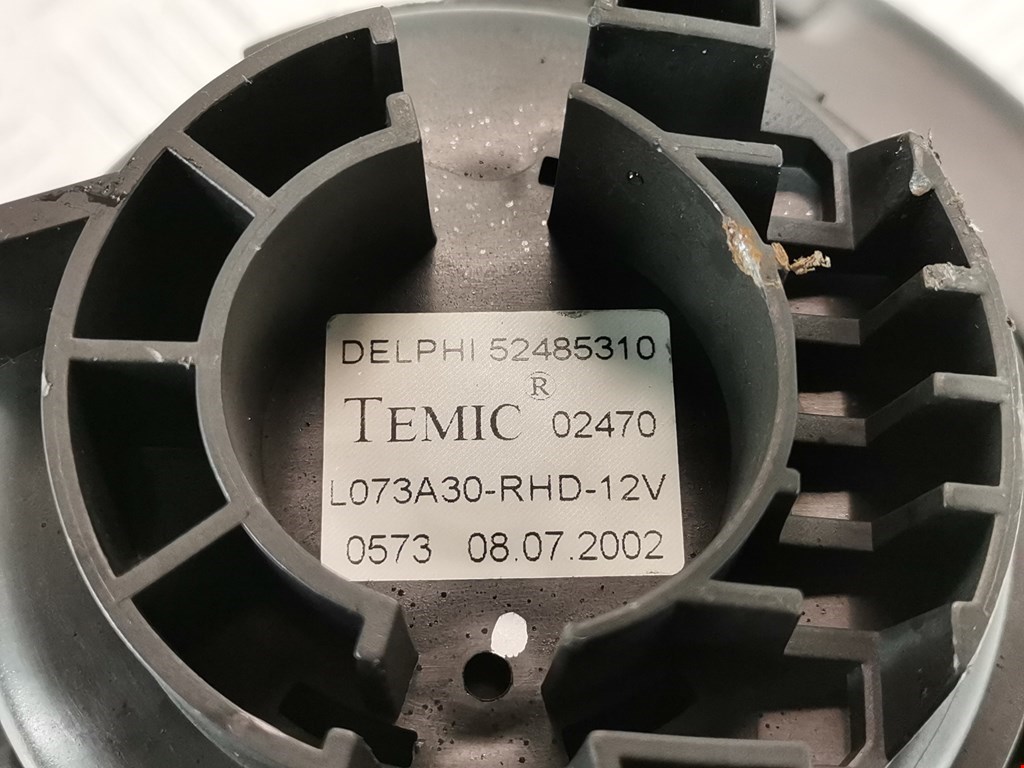 DELPHI 52485310
TEMIC ® 02470
L073A30-RHD-12V
0573 08.07.2002